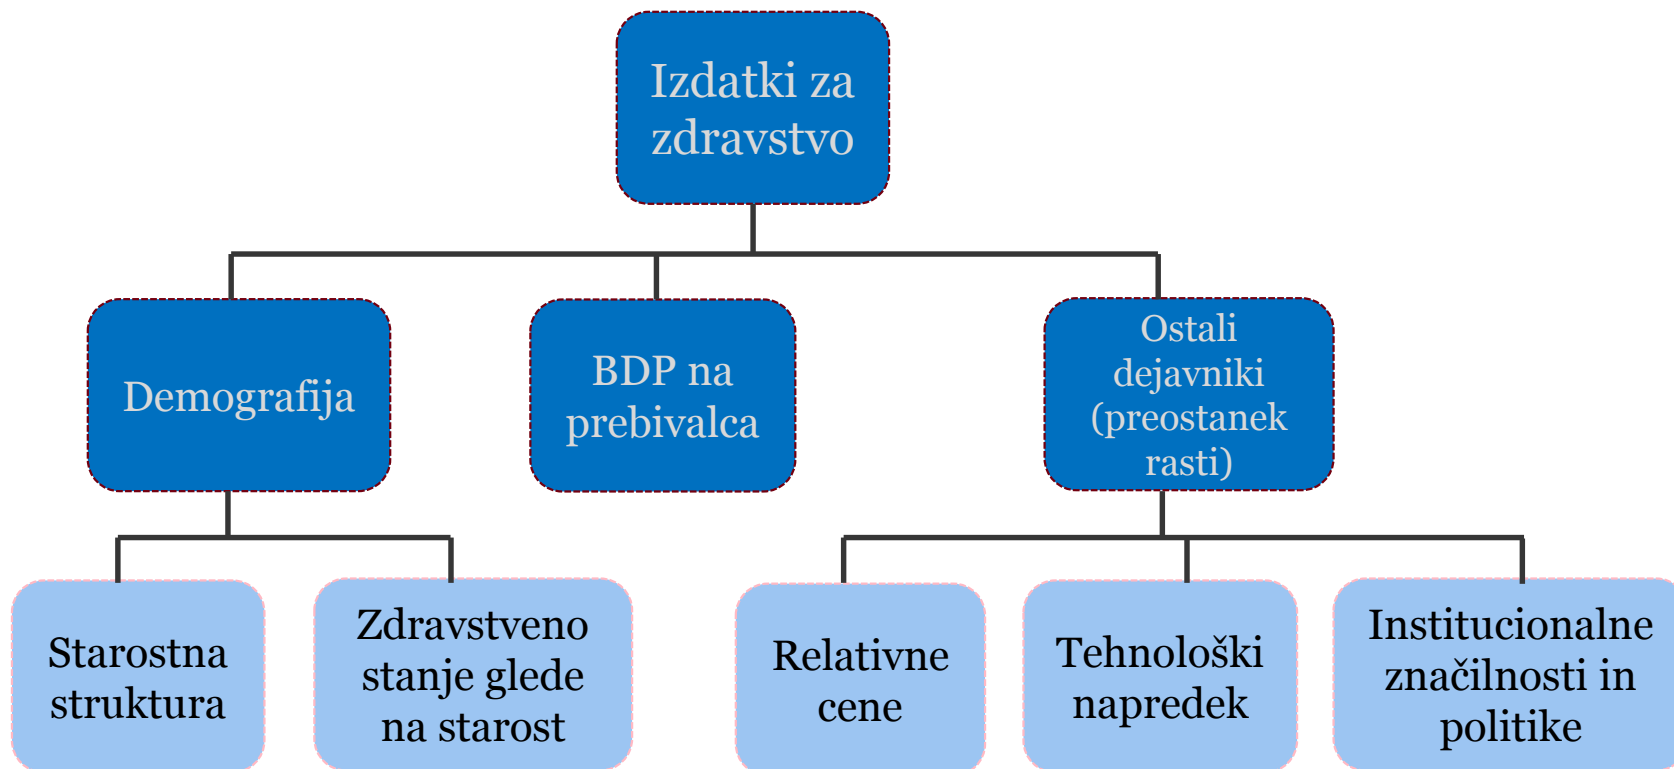 Izdatki za
zdravstvo
Demografija
BDP na
prebivalca
Ostali
dejavniki
(preostanek
rasti)
Starostna
struktura
Zdravstveno
stanje glede
na starost
Relativne
cene
Tehnološki
napredek
Institucionalne
značilnosti in
politike